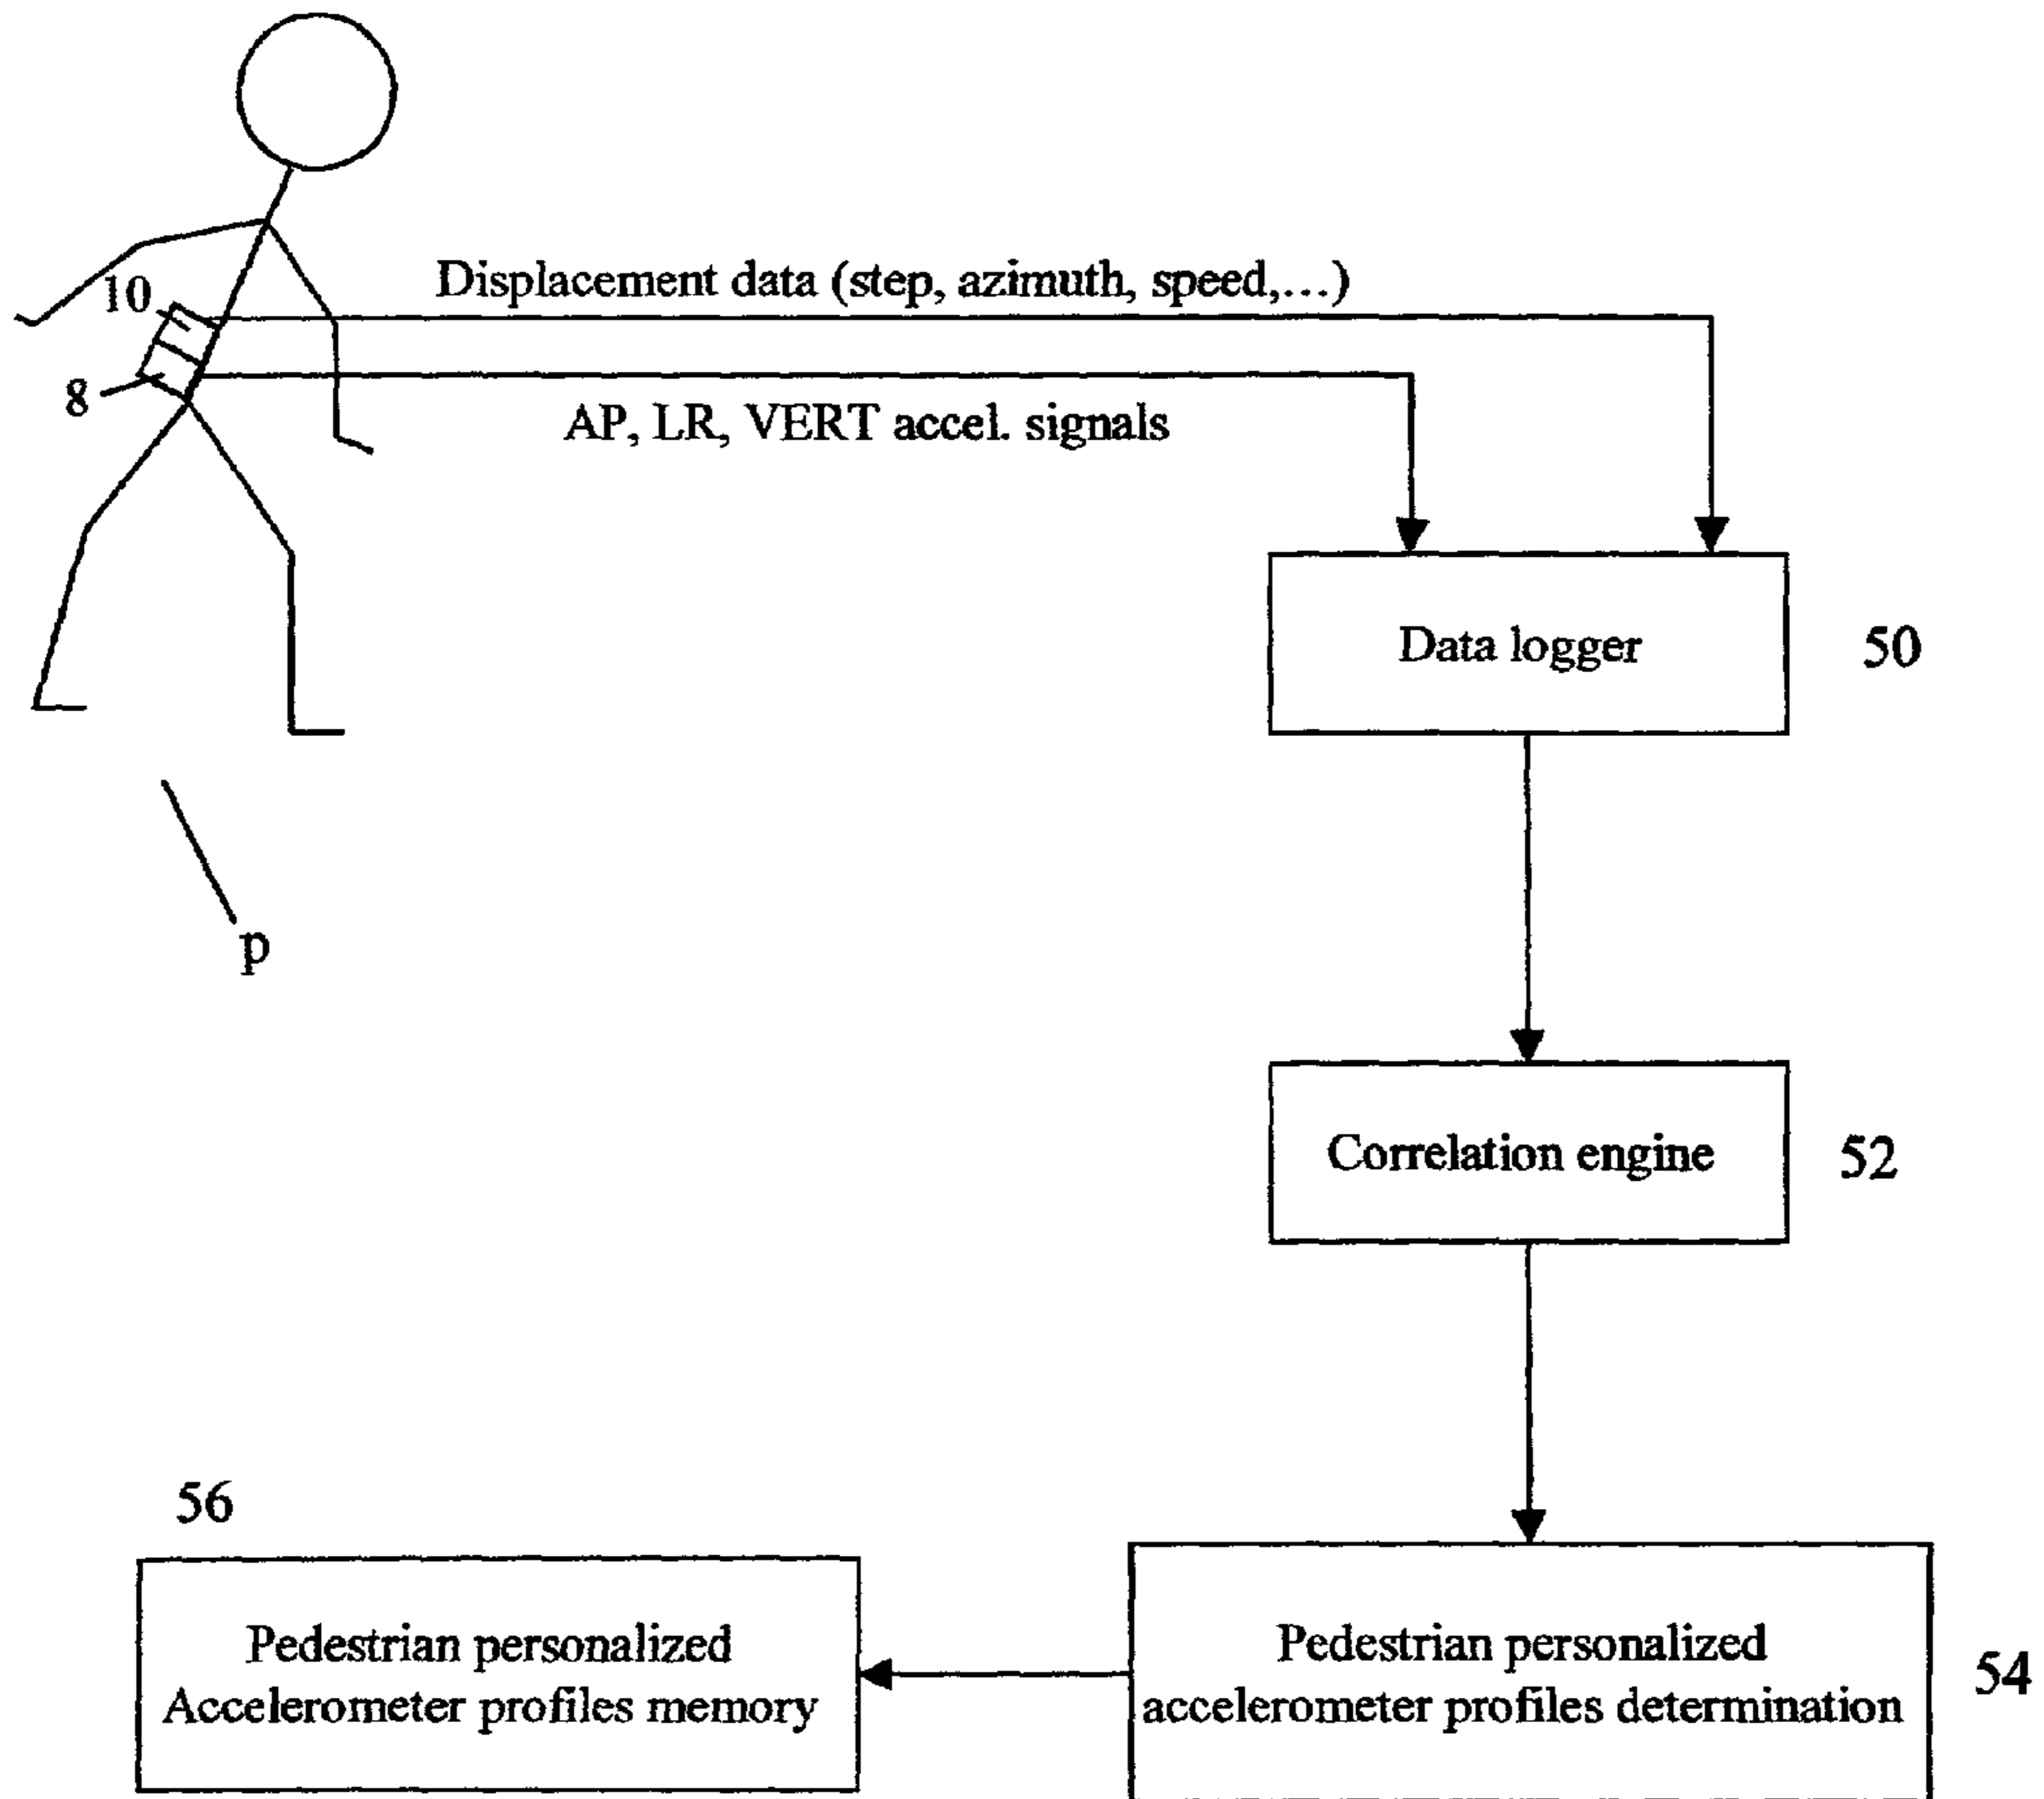 10
Displacement data (step, azimuth, speed,...)
8
AP, LR, VERT accel. signals
Data logger
50
p
Correlation engine
52
56
Pedestrian personalized
Accelerometer profiles memory
Pedestrian personalized
accelerometer profiles determination
54